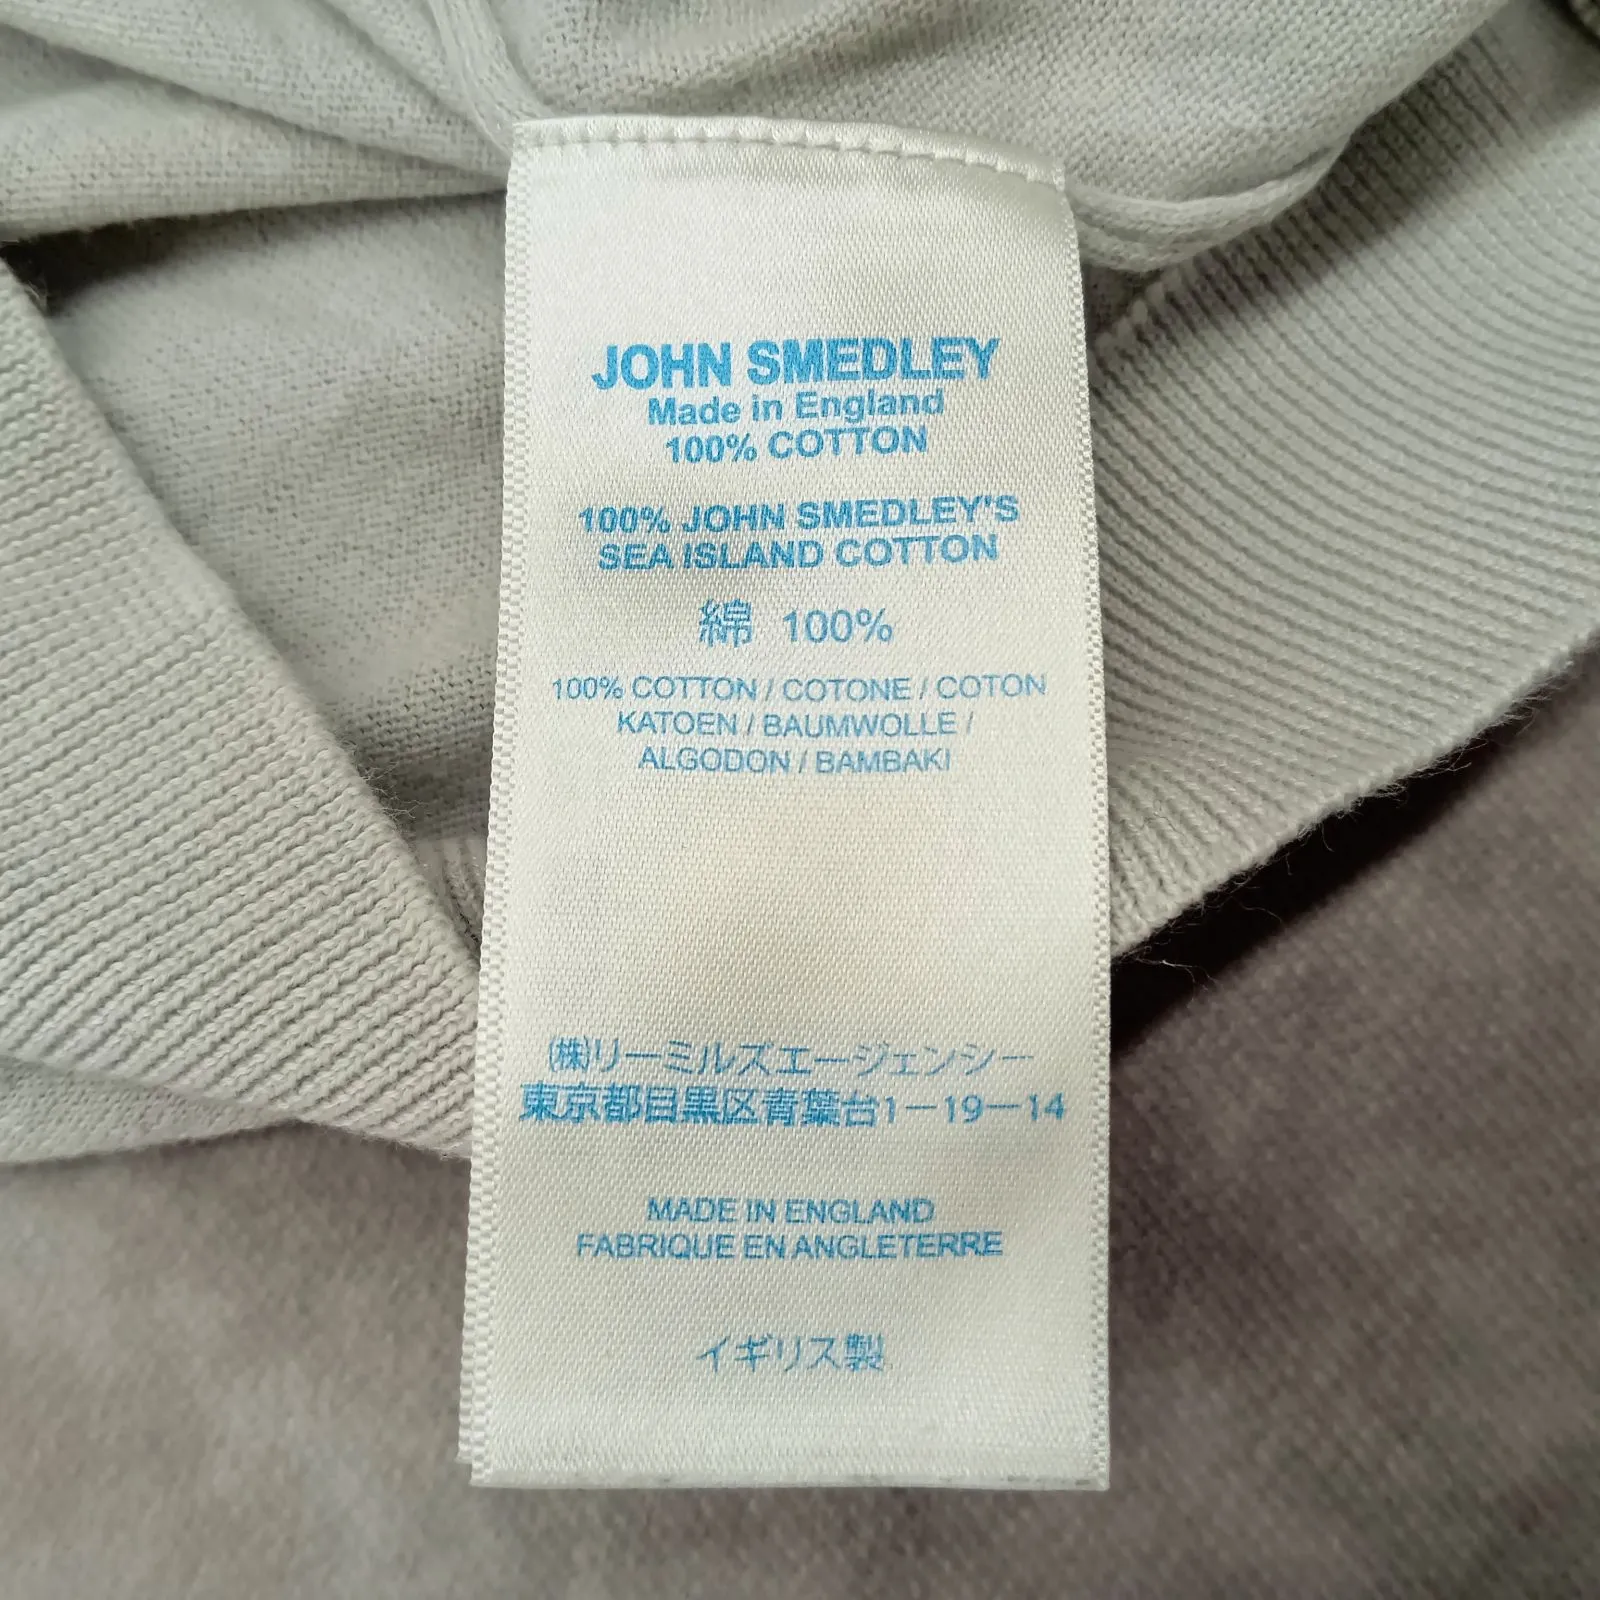 JOHN SMEDLEY
Made in England
100% COTTON
100% JOHN SMEDLEY'S
SEA ISLAND COTTON
綿 100%
100% COTTON / COTONE / COTON
KATOEN / BAUMWOLLE /
ALGODON / BAMBAKI
(株)リーミルズエージェンシー
東京都目黒区青葉台1－19－14
MADE IN ENGLAND
FABRIQUE EN ANGLETERRE
イギリス製